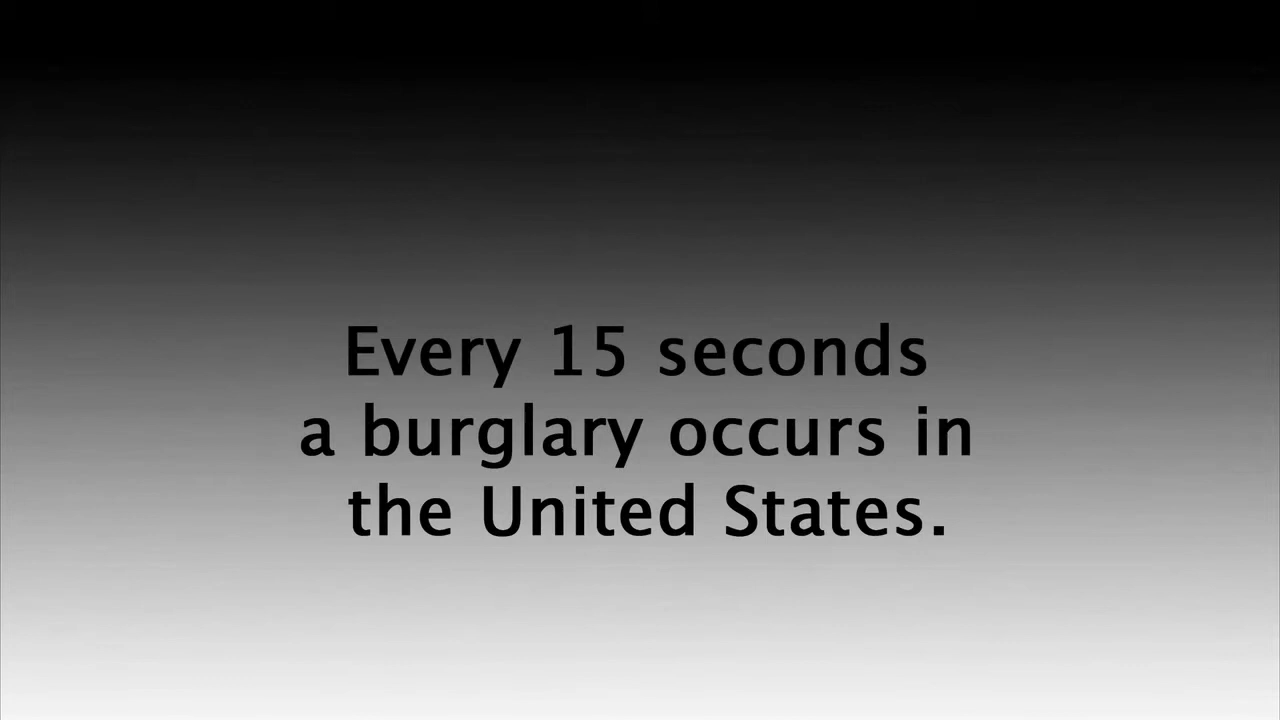 Every 15 seconds
a burglary occurs in
the United States.